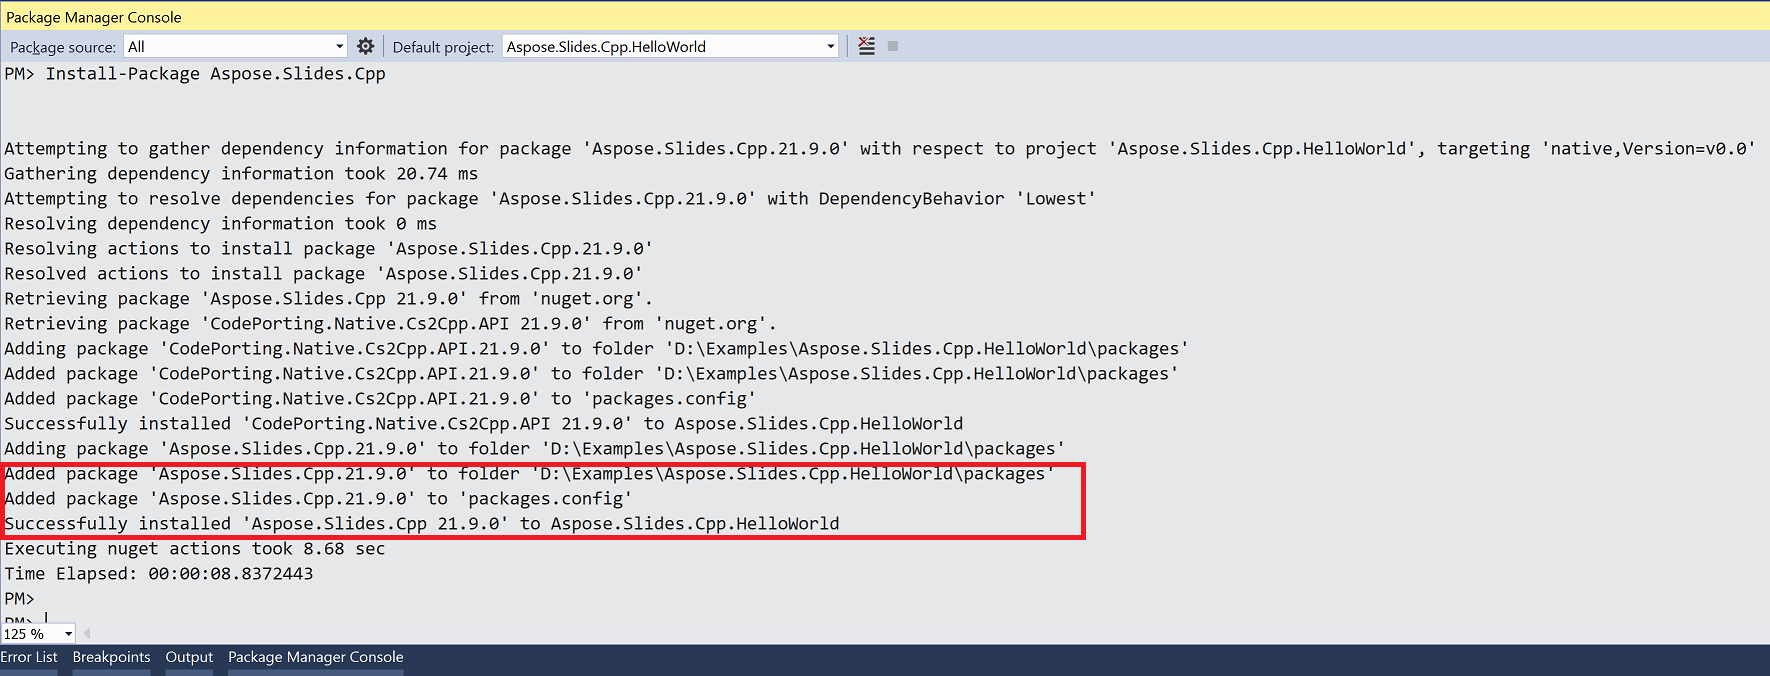 Package Manager Console
Package source: All Default project: Aspose.Slides.Cpp.HelloWorld
PM> Install-Package Aspose.Slides.Cpp
Attempting to gather dependency information for package 'Aspose.Slides.Cpp.21.9.0' with respect to project 'Aspose.Slides.Cpp.HelloWorld', targeting 'native,Version=v0.0'
Gathering dependency information took 20.74 ms
Attempting to resolve dependencies for package 'Aspose.Slides.Cpp.21.9.0' with DependencyBehavior 'Lowest'
Resolving dependency information took 0 ms
Resolving actions to install package 'Aspose.Slides.Cpp.21.9.0'
Resolved actions to install package 'Aspose.Slides.Cpp.21.9.0'
Retrieving package 'Aspose.Slides.Cpp 21.9.0' from 'nuget.org'.
Retrieving package 'CodePorting.Native.Cs2Cpp.API 21.9.0' from 'nuget.org'.
Adding package 'CodePorting.Native.Cs2Cpp.API.21.9.0' to folder 'D:\Examples\Aspose.Slides.Cpp.HelloWorld\packages'
Added package 'CodePorting.Native.Cs2Cpp.API.21.9.0' to folder 'D:\Examples\Aspose.Slides.Cpp.HelloWorld\packages'
Added package 'CodePorting.Native.Cs2Cpp.API.21.9.0' to 'packages.config'
Successfully installed 'CodePorting.Native.Cs2Cpp.API 21.9.0' to Aspose.Slides.Cpp.HelloWorld
Adding package 'Aspose.Slides.Cpp.21.9.0' to folder 'D:\Examples\Aspose.Slides.Cpp.HelloWorld\packages'
Added package 'Aspose.Slides.Cpp.21.9.0' to folder 'D:\Examples\Aspose.Slides.Cpp.HelloWorld\packages'
Added package 'Aspose.Slides.Cpp.21.9.0' to 'packages.config'
Successfully installed 'Aspose.Slides.Cpp 21.9.0' to Aspose.Slides.Cpp.HelloWorld
Executing nuget actions took 8.68 sec
Time Elapsed: 00:00:08.8372443
PM>
PM>
125 %
Error List Breakpoints Output Package Manager Console